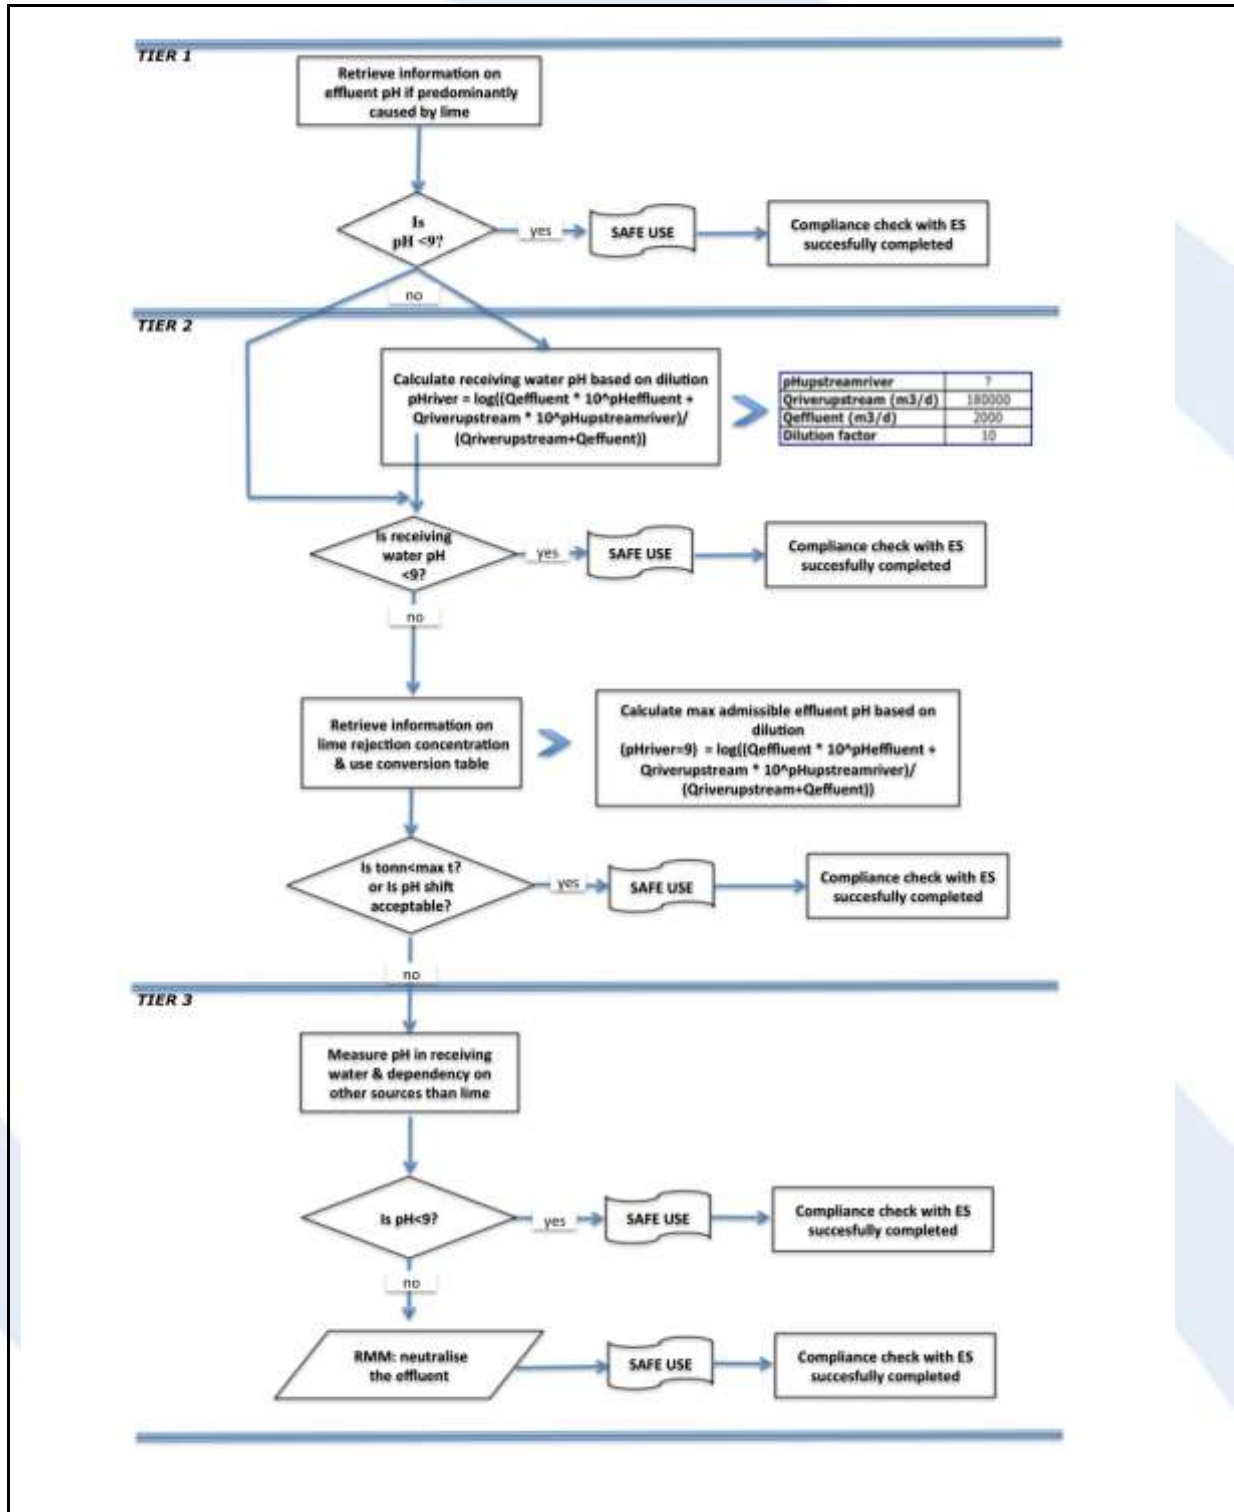 TIER 1
Retrieve information on
effluent pH if predominantly
caused by lime
Is
pH <9?
yes
SAFE USE
Compliance check with ES
succesfully completed
no
TIER 2
Calculate receiving water pH based on dilution
pHriver = log((Qeffluent * 10^pHeffluent +
Qriverupstream * 10^pHupstreamriver)/
(Qriverupstream+Qeffuent))
pHupstreamriver ?
Qriverupstream (m3/d) 180000
Qeffluent (m3/d) 2000
Dilution factor 10
Is receiving
water pH
<9?
yes
SAFE USE
Compliance check with ES
succesfully completed
no
Retrieve information on
lime rejection concentration
& use conversion table
Calculate max admissible effluent pH based on
dilution
(pHriver=9) = log((Qeffluent * 10^pHeffluent +
Qriverupstream * 10^pHupstreamriver)/
(Qriverupstream+Qeffuent))
Is tonn<max t?
or Is pH shift
acceptable?
yes
SAFE USE
Compliance check with ES
succesfully completed
no
TIER 3
Measure pH in receiving
water & dependency on
other sources than lime
Is pH<9?
yes
SAFE USE
Compliance check with ES
succesfully completed
no
RMM: neutralise
the effluent
SAFE USE
Compliance check with ES
succesfully completed